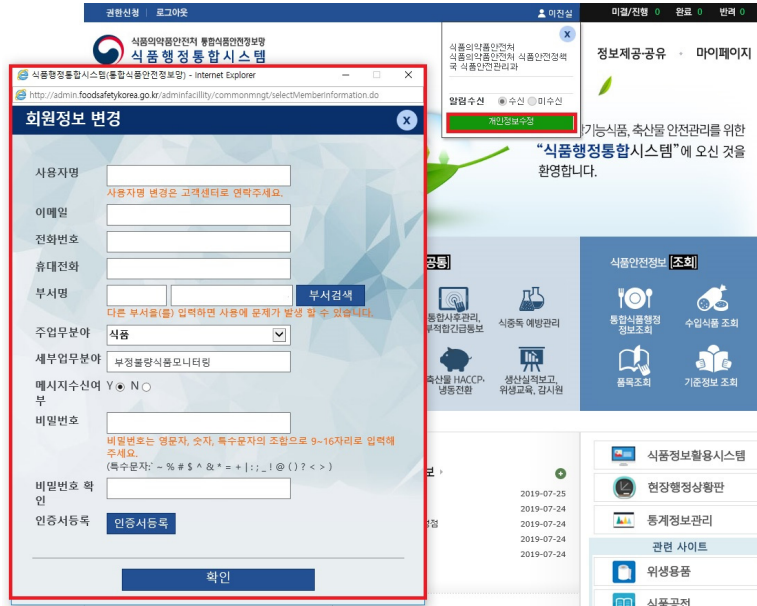 권한신청 | 로그아웃
이진실
미결/진행 0 완료 0 반려 0
식품의약품안전처 통합식품안전정보망
식품행정통합시스템
정보제공·공유 · 마이페이지
x
식품의약품안전처
식품의약품안전처 식품안전정책
국 식품안전관리과
알람수신 수신 미수신
개인정보수정
기능식품, 축산물 안전관리를 위한
“식품행정통합시스템”에 오신 것을
환영합니다.
식품행정통합시스템(통합식품안전정보망) - Internet Explorer
http://admin.foodsafetykorea.go.kr/adminfacillity/commonmngt/selectMemberInformation.do
회원정보 변경
x
사용자명
사용자명 변경은 고객센터로 연락주세요.
이메일
전화번호
휴대전화
부서명
부서검색
다른 부서을(를) 입력하면 사용에 문제가 발생 할 수 있습니다.
주업무분야 식품
세부업무분야 부정불량식품모니터링
메시지수신여
부
Y N
비밀번호
비밀번호는 영문자, 숫자, 특수문자의 조합으로 9~16자리로 입력해
주세요.
(특수문자:` ~ % # $ ^ & * = + | : ; _ ! @ ( ) ? < > )
비밀번호 확
인
인증서등록 인증서등록
확인
공통]
통합사후관리,
부적합긴급통보
식중독 예방관리
축산물 HACCP·
냉동전환
생산실적보고,
위생교육, 감시원
식품안전정보 [조회]
통합식품행정
정보조회
수입식품 조회
품목조회
기준정보 조회
보
2019-07-25
2019-07-24
2019-07-24
2019-07-24
2019-07-24
식품정보활용시스템
현장행정상황판
통계정보관리
관련 사이트
위생용품
식품공전